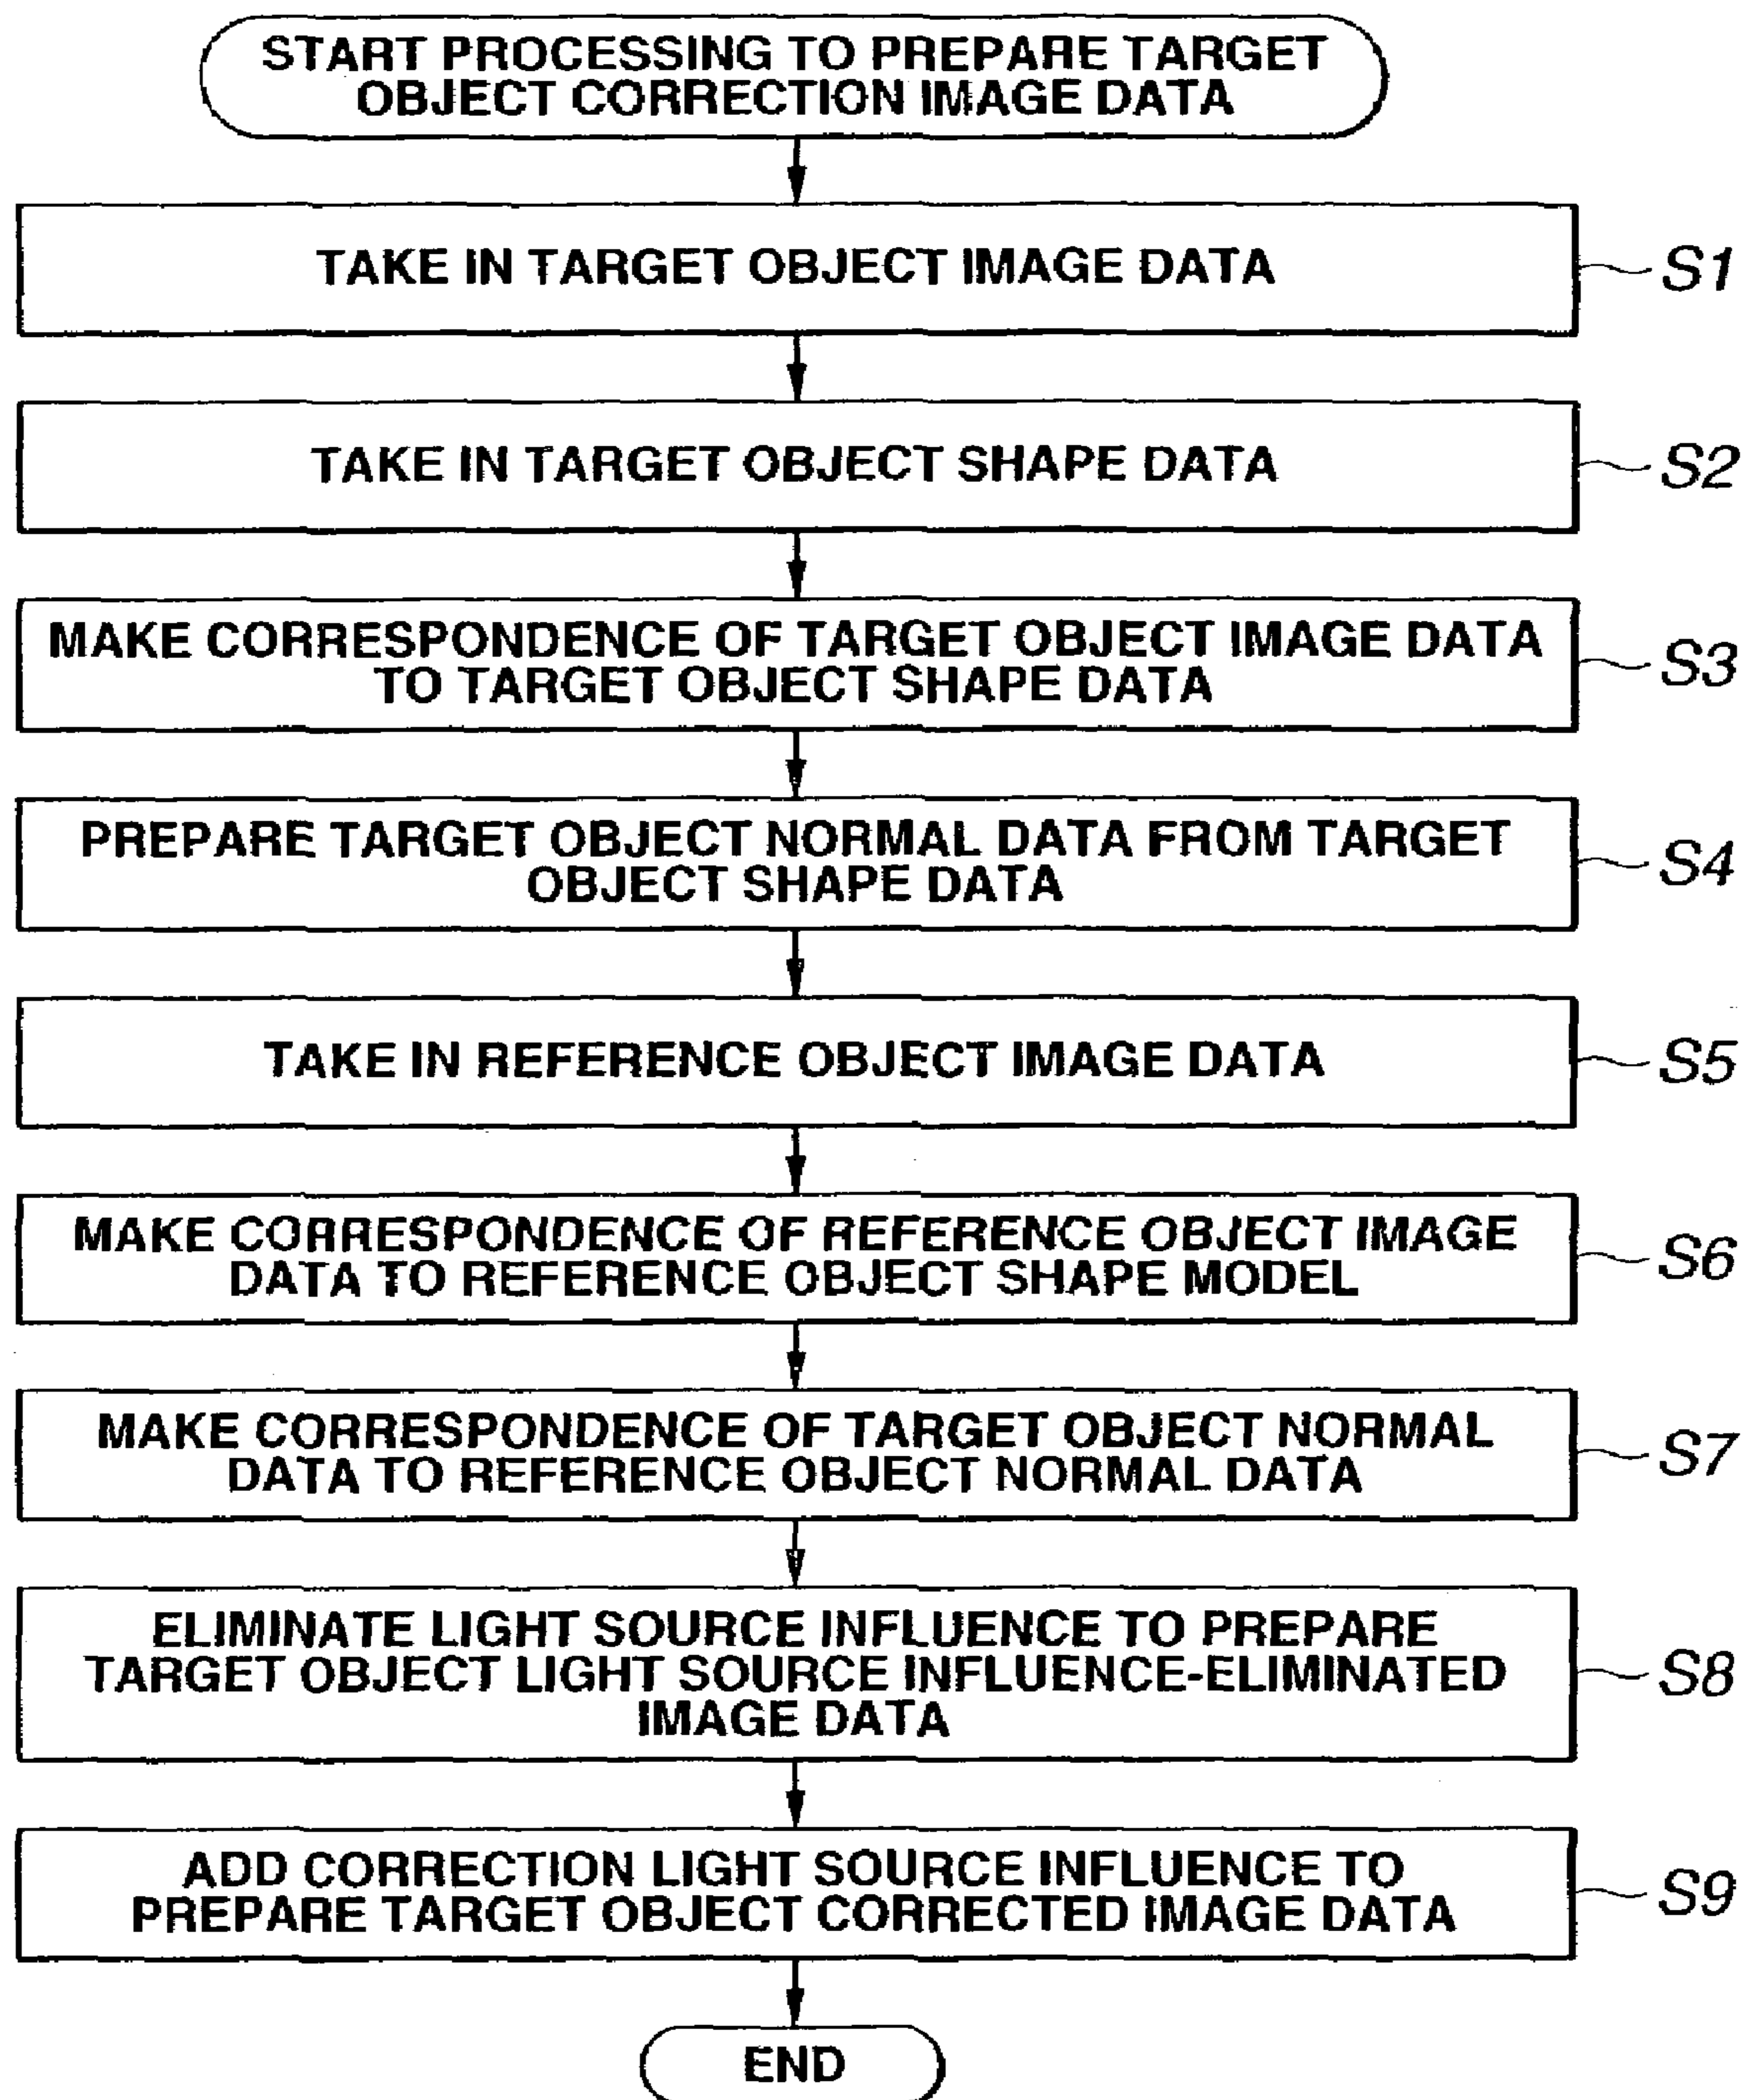 START PROCESSING TO PREPARE TARGET
OBJECT CORRECTION IMAGE DATA
TAKE IN TARGET OBJECT IMAGE DATA
S1
TAKE IN TARGET OBJECT SHAPE DATA
S2
MAKE CORRESPONDENCE OF TARGET OBJECT IMAGE DATA
TO TARGET OBJECT SHAPE DATA
S3
PREPARE TARGET OBJECT NORMAL DATA FROM TARGET
OBJECT SHAPE DATA
S4
TAKE IN REFERENCE OBJECT IMAGE DATA
S5
MAKE CORRESPONDENCE OF REFERENCE OBJECT IMAGE
DATA TO REFERENCE OBJECT SHAPE MODEL
S6
MAKE CORRESPONDENCE OF TARGET OBJECT NORMAL
DATA TO REFERENCE OBJECT NORMAL DATA
S7
ELIMINATE LIGHT SOURCE INFLUENCE TO PREPARE
TARGET OBJECT LIGHT SOURCE INFLUENCE-ELIMINATED
IMAGE DATA
S8
ADD CORRECTION LIGHT SOURCE INFLUENCE TO
PREPARE TARGET OBJECT CORRECTED IMAGE DATA
S9
END